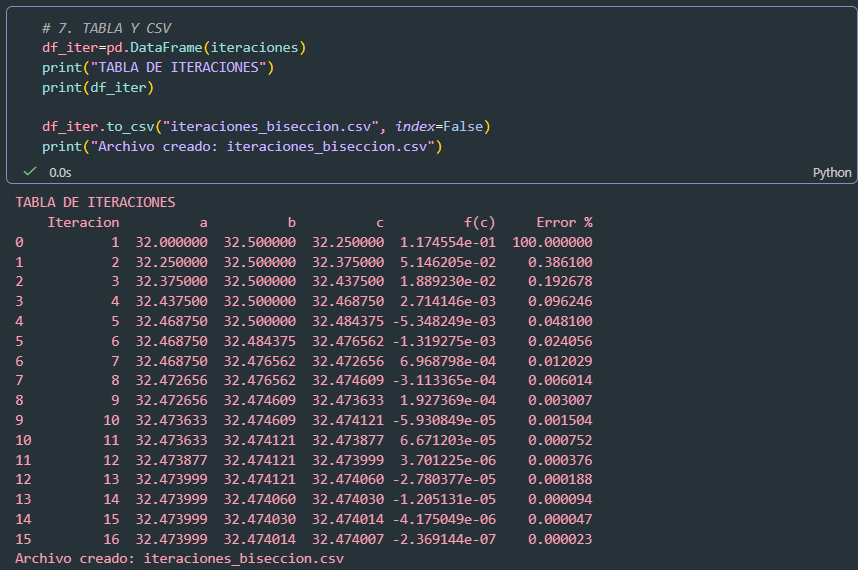 # 7. TABLA Y CSV
df_iter=pd.DataFrame(iteraciones)
print("TABLA DE ITERACIONES")
print(df_iter)
df_iter.to_csv("iteraciones_biseccion.csv", index=False)
print("Archivo creado: iteraciones_biseccion.csv")
0.0s Python
TABLA DE ITERACIONES
Iteracion a b c f(c) Error %
0 1 32.000000 32.500000 32.250000 1.174554e-01 100.000000
1 2 32.250000 32.500000 32.375000 5.146205e-02 0.386100
2 3 32.375000 32.500000 32.437500 1.889230e-02 0.192678
3 4 32.437500 32.500000 32.468750 2.714146e-03 0.096246
4 5 32.468750 32.500000 32.484375 -5.348249e-03 0.048100
5 6 32.468750 32.484375 32.476562 -1.319275e-03 0.024056
6 7 32.468750 32.476562 32.472656 6.968798e-04 0.012029
7 8 32.472656 32.476562 32.474609 -3.113365e-04 0.006014
8 9 32.472656 32.474609 32.473633 1.927369e-04 0.003007
9 10 32.473633 32.474609 32.474121 -5.930849e-05 0.001504
10 11 32.473633 32.474121 32.473877 6.671203e-05 0.000752
11 12 32.473877 32.474121 32.473999 3.701225e-06 0.000376
12 13 32.473999 32.474121 32.474060 -2.780377e-05 0.000188
13 14 32.473999 32.474060 32.474030 -1.205131e-05 0.000094
14 15 32.473999 32.474030 32.474014 -4.175049e-06 0.000047
15 16 32.473999 32.474014 32.474007 -2.369144e-07 0.000023
Archivo creado: iteraciones_biseccion.csv